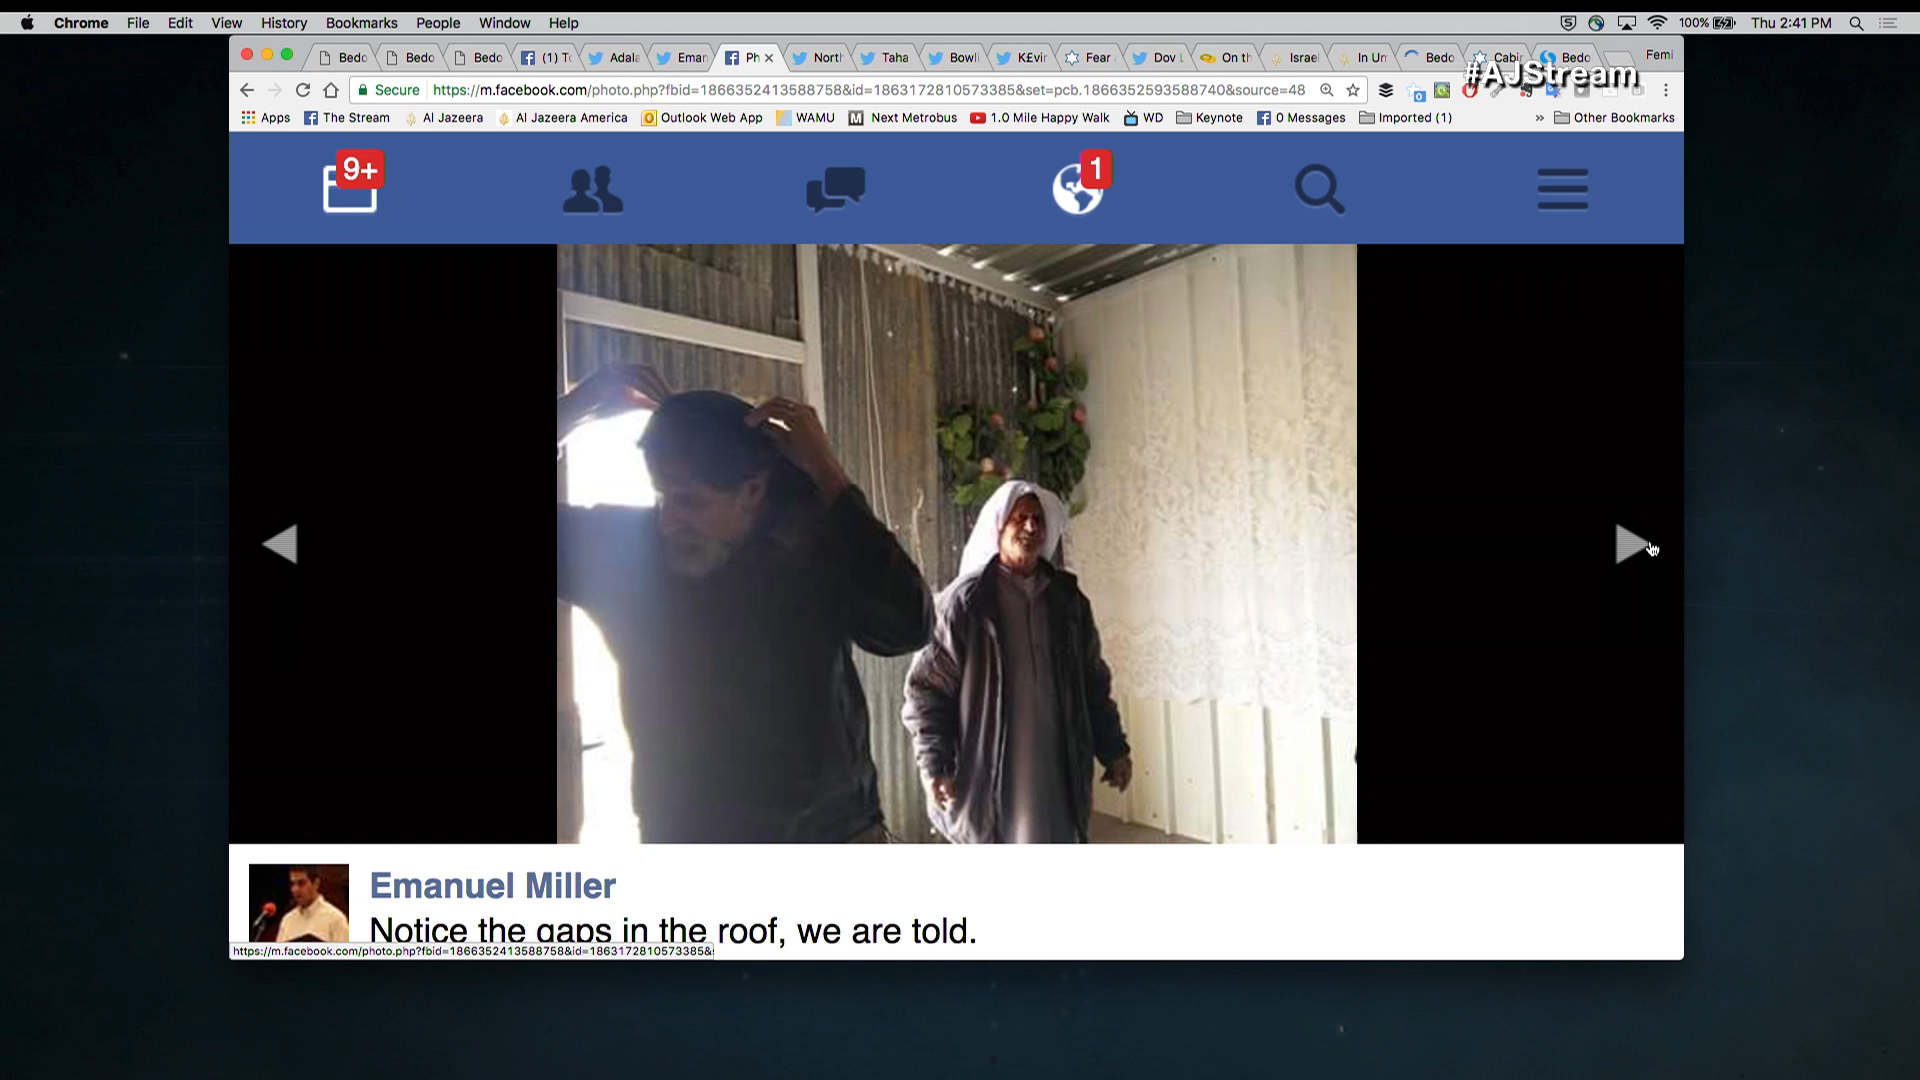 Chrome File Edit View History Bookmarks People Window Help 100% Thu 2:41 PM
Bedo Bedo Bedo (1) Adala Eman Ph North Taha Bowli K£vin Fear Dov On th Israel In Um Bedo Bedo Femi
#AJStream
Secure https://m.facebook.com/photo.php?fbid=1866352413588758&id=1863172810573385&set=pcb.1866352593588740&source=48
0
Apps The Stream Al Jazeera Al Jazeera America Outlook Web App WAMU Next Metrobus 1.0 Mile Happy Walk WD Keynote 0 Messages Imported (1) » Other Bookmarks
9+ 1
Emanuel Miller
Notice the gaps in the roof, we are told.
https://m.facebook.com/photo.php?fbid=1866352413588758&id=1863172810573385&